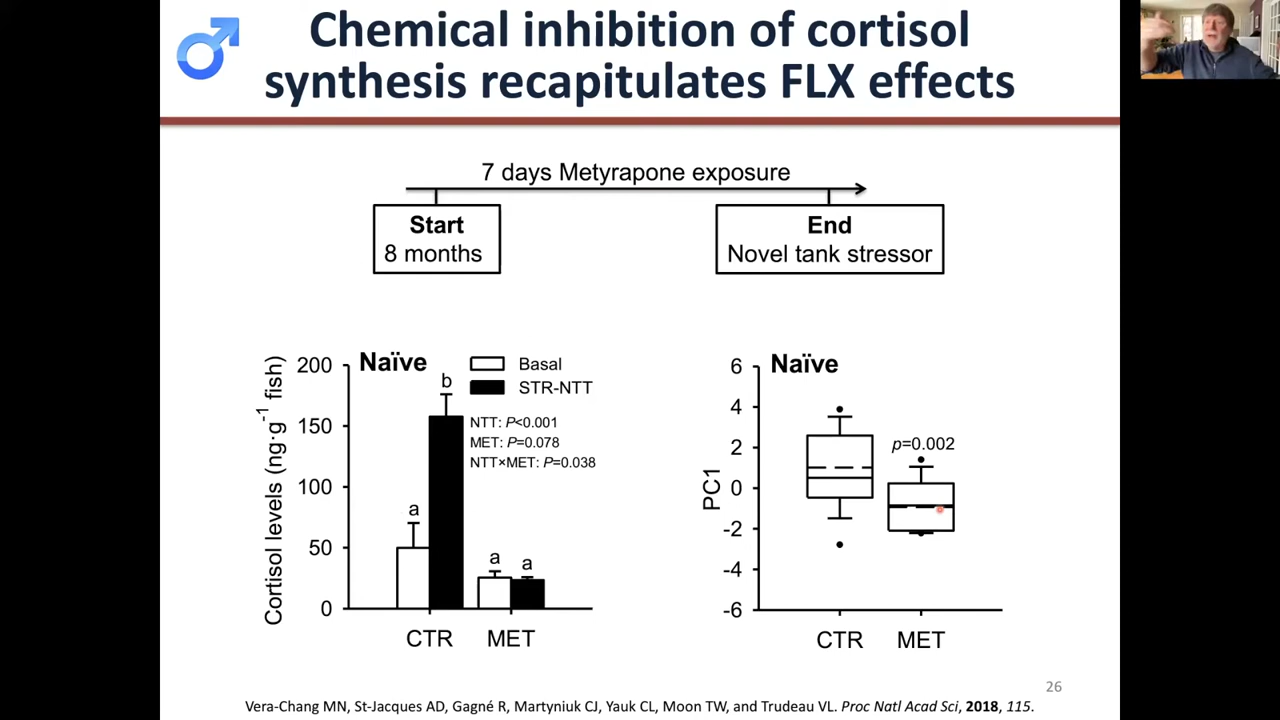 Chemical inhibition of cortisol
synthesis recapitulates FLX effects
7 days Metyrapone exposure
Start
8 months
End
Novel tank stressor
Cortisol levels (ng·g⁻¹ fish)
200
150
100
50
0
Naïve
Basal
STR-NTT
NTT: P<0.001
MET: P=0.078
NTT×MET: P=0.038
a
b
a
a
CTR
MET
PC1
6
4
2
0
-2
-4
-6
Naïve
p=0.002
CTR
MET
26
Vera-Chang MN, St-Jacques AD, Gagné R, Martyniuk CJ, Yauk CL, Moon TW, and Trudeau VL. Proc Natl Acad Sci, 2018, 115.